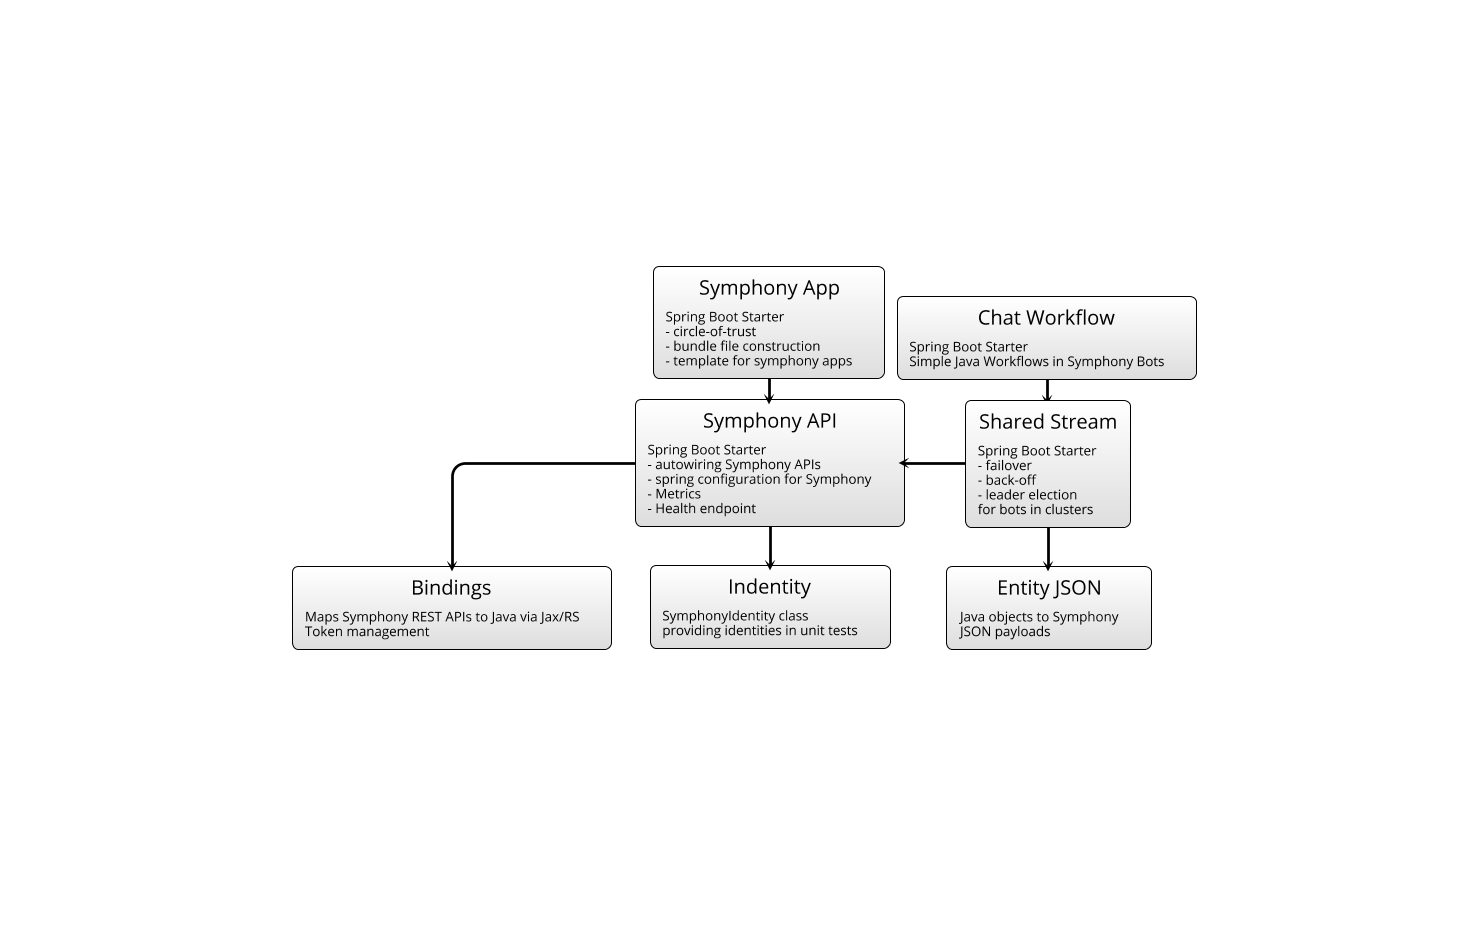 Symphony App
Spring Boot Starter
- circle-of-trust
- bundle file construction
- template for symphony apps
Chat Workflow
Spring Boot Starter
Simple Java Workflows in Symphony Bots
Symphony API
Spring Boot Starter
- autowiring Symphony APIs
- spring configuration for Symphony
- Metrics
- Health endpoint
Shared Stream
Spring Boot Starter
- failover
- back-off
- leader election
for bots in clusters
Bindings
Maps Symphony REST APIs to Java via Jax/RS
Token management
Indentity
SymphonyIdentity class
providing identities in unit tests
Entity JSON
Java objects to Symphony
JSON payloads